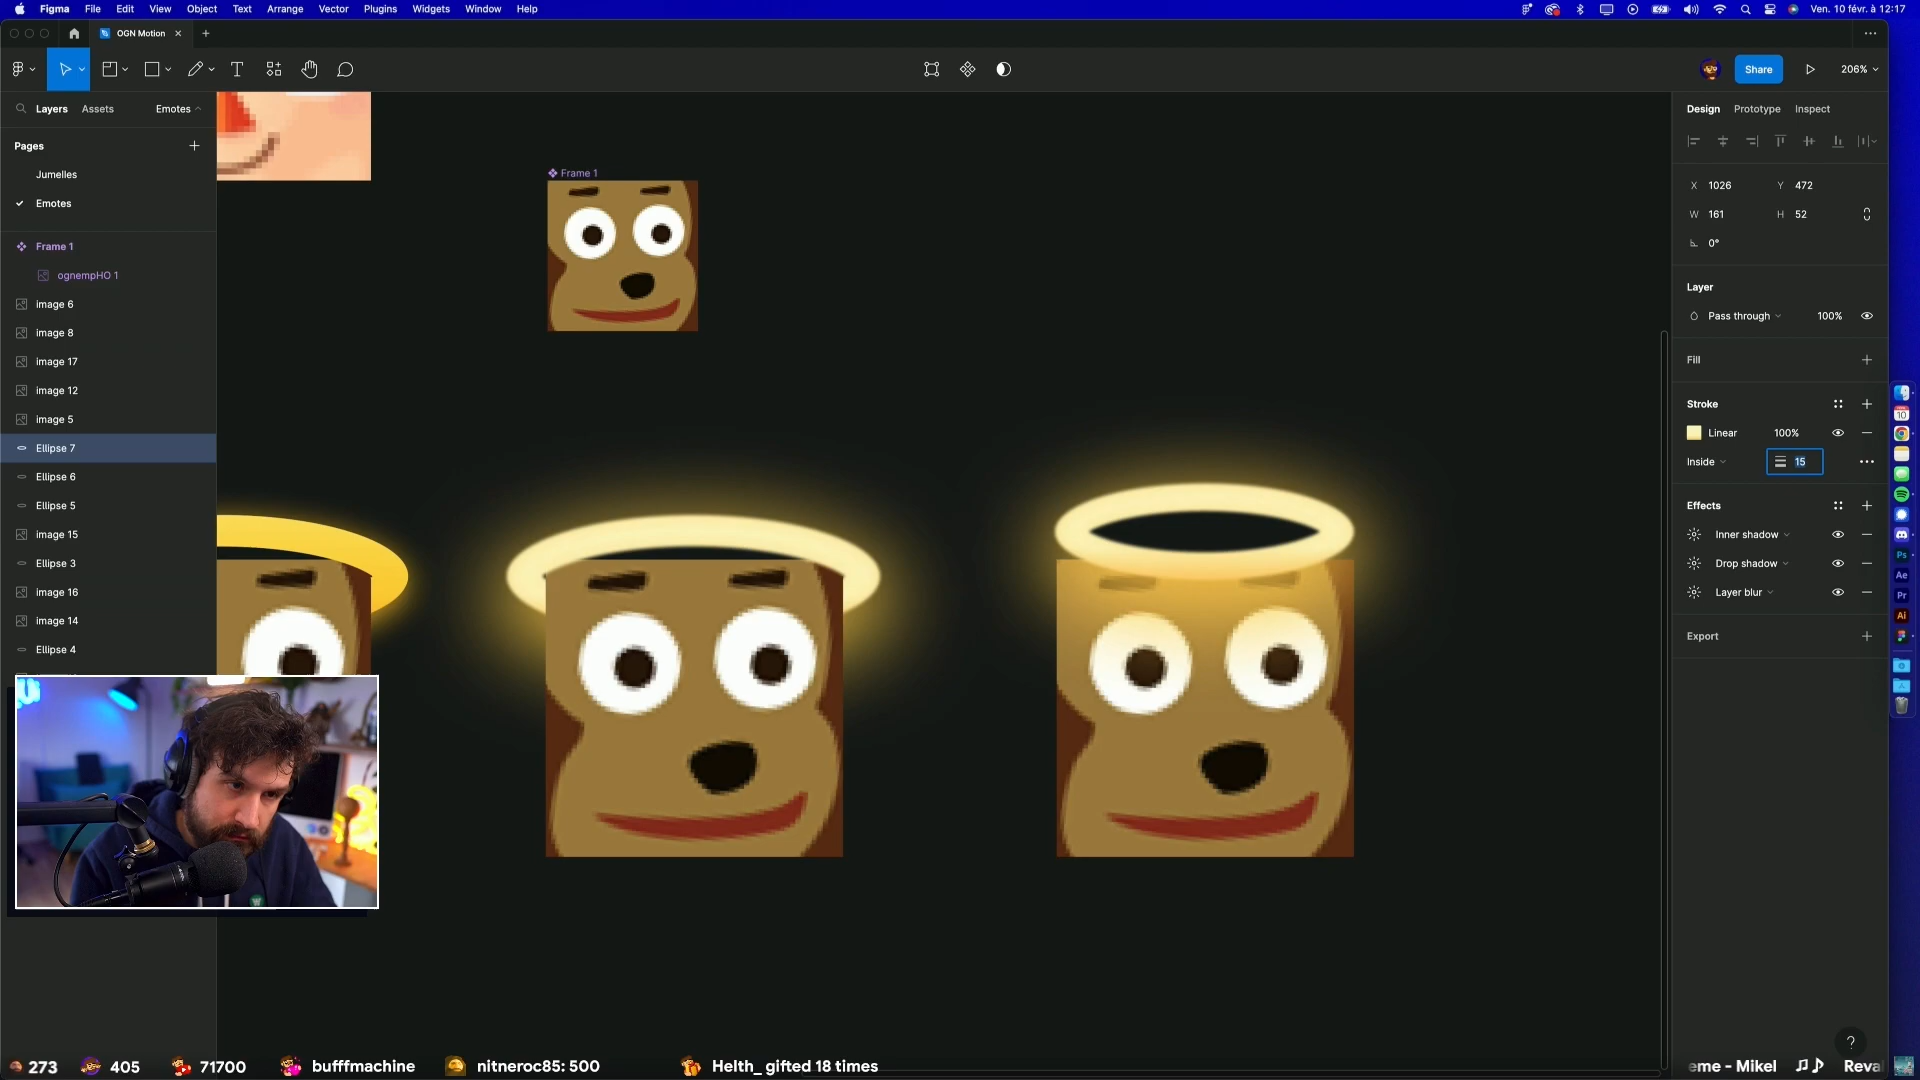 Figma File Edit View Object Text Arrange Vector Plugins Widgets Window Help
Ven. 10 févr. à 12:17
OGN Motion
Share
206%
Layers Assets Emotes
Design Prototype Inspect
Pages
Jumelles
Emotes
Frame 1
ognempHO 1
image 6
image 8
image 17
image 12
image 5
Ellipse 7
Ellipse 6
Ellipse 5
image 15
Ellipse 3
image 16
image 14
Ellipse 4
Frame 1
X 1026 Y 472
W 161 H 52
0°
Layer
Pass through 100%
Fill
Stroke
Linear 100%
Inside 15
Effects
Inner shadow
Drop shadow
Layer blur
Export
10
Ps
Ae
Pr
Ai
?
273 405 71700 bufffmachine nitneroc85: 500 Helth_ gifted 18 times
eme - Mikel Reva